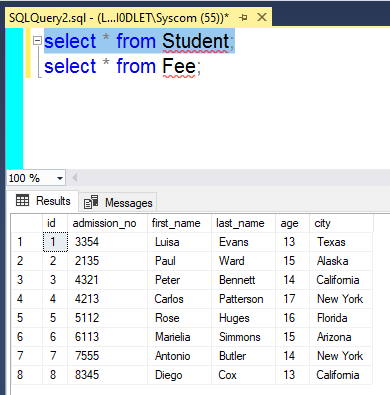 SQLQuery2.sql - (L...I0DLET\Syscom (55))*
select * from Student;
select * from Fee;
100 %
Results Messages
id admission_no first_name last_name age city
1 1 3354 Luisa Evans 13 Texas
2 2 2135 Paul Ward 15 Alaska
3 3 4321 Peter Bennett 14 California
4 4 4213 Carlos Patterson 17 New York
5 5 5112 Rose Huges 16 Florida
6 6 6113 Marielia Simmons 15 Arizona
7 7 7555 Antonio Butler 14 New York
8 8 8345 Diego Cox 13 California